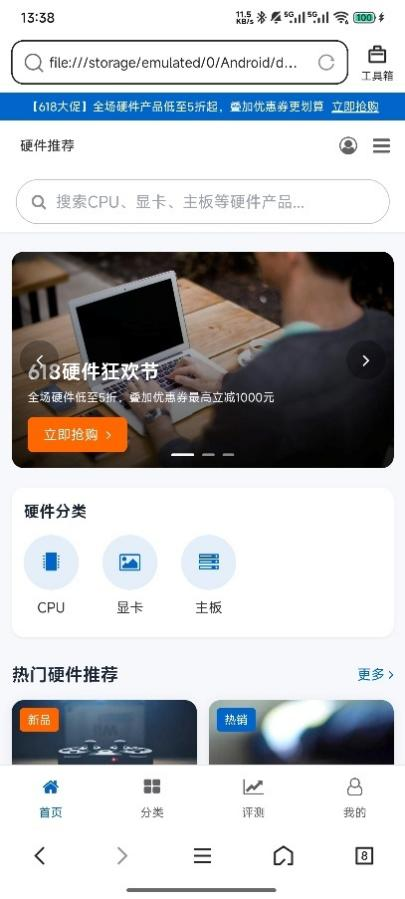 13:38
11.5 KB/s 5G 5G 100
file:///storage/emulated/0/Android/d...
工具箱
【618大促】全场硬件产品低至5折起，叠加优惠券更划算 立即抢购
硬件推荐
搜索CPU、显卡、主板等硬件产品...
618硬件狂欢节
全场硬件低至5折，叠加优惠券最高立减1000元
立即抢购
硬件分类
CPU 显卡 主板
热门硬件推荐 更多
新品 热销
首页 分类 评测 我的
8